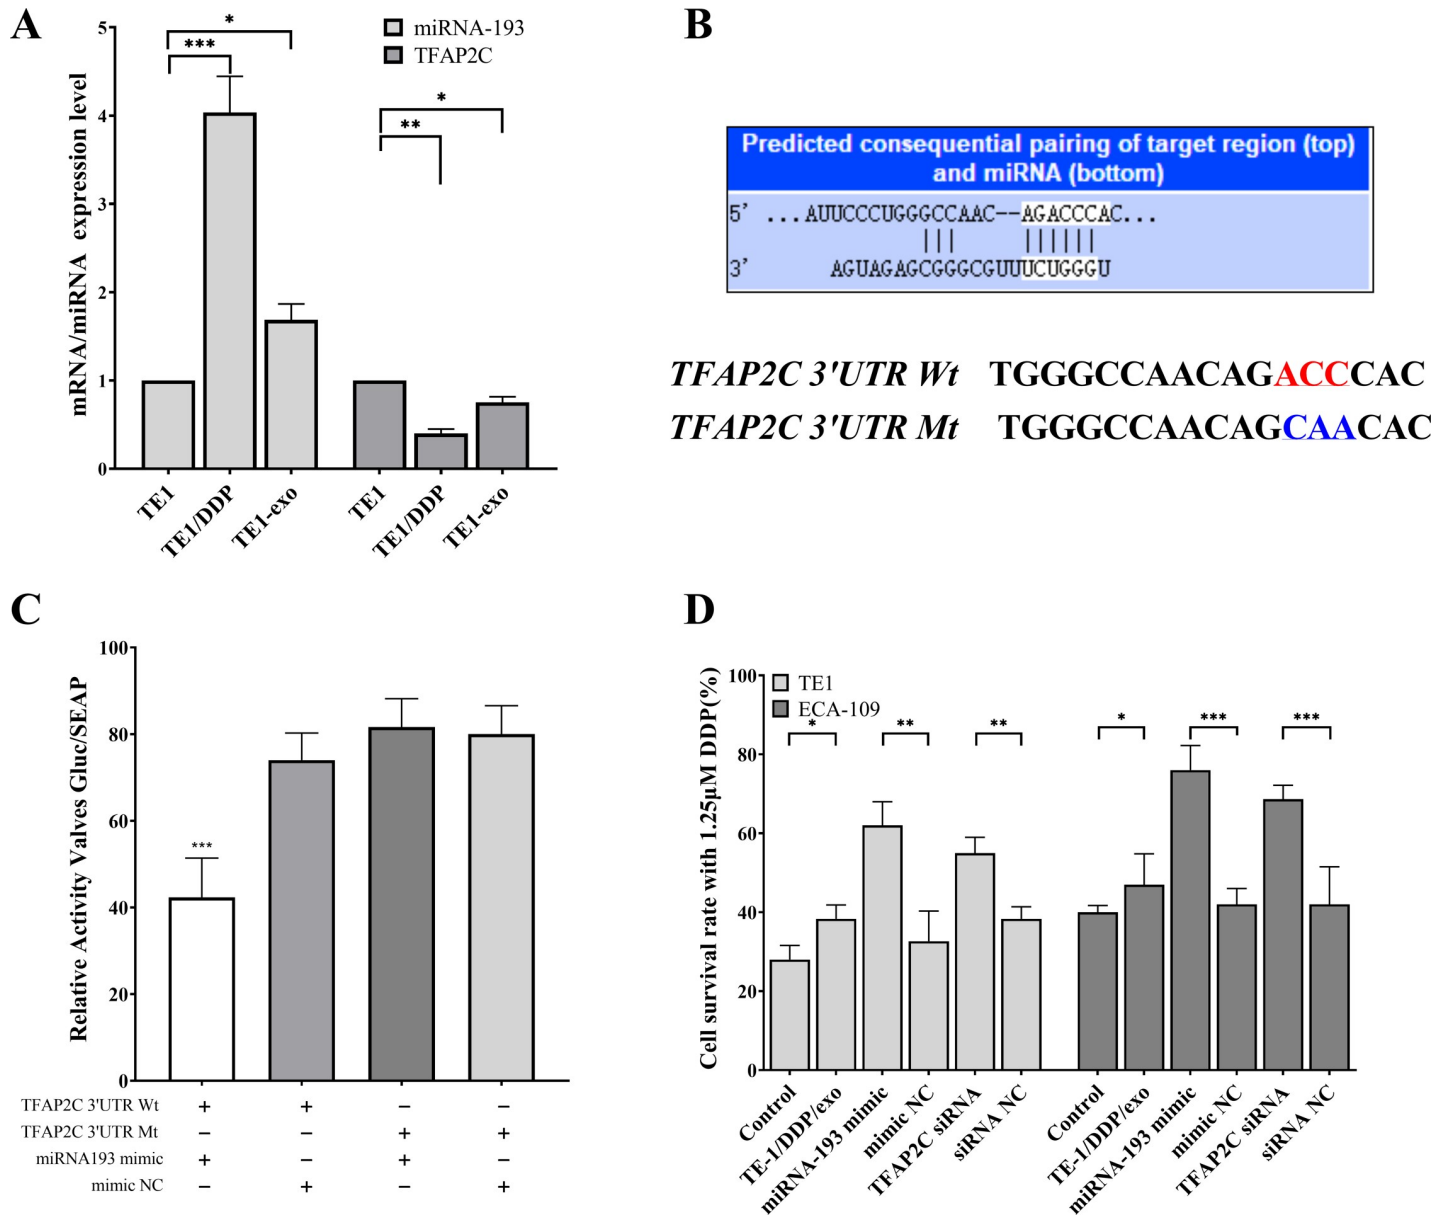 A
mRNA/miRNA expression level
5
4
3
2
1
0
*
***
*
**
miRNA-193
TFAP2C
TE1
TE1/DDP
TE1-exo
TE1
TE1/DDP
TE1-exo
B
Predicted consequential pairing of target region (top)
and miRNA (bottom)
5' ...AUUCCCUGGGCCAAC--AGACCCAC...
3' AGUAGAGCGGGCGUUUUCUGGGU
TFAP2C 3'UTR Wt TGGGCCAACAGACCCAC
TFAP2C 3'UTR Mt TGGGCCAACAGCAACAC
C
Relative Activity Valves Gluc/SEAP
100
80
60
40
20
0
***
TFAP2C 3'UTR Wt + + − −
TFAP2C 3'UTR Mt − − + +
miRNA193 mimic + − + −
mimic NC − + − +
D
Cell survival rate with 1.25μM DDP(%)
100
80
60
40
20
0
TE1
ECA-109
*
**
**
*
***
***
Control
TE-1/DDP/exo
miRNA-193 mimic
mimic NC
TFAP2C siRNA
siRNA NC
Control
TE-1/DDP/exo
miRNA-193 mimic
mimic NC
TFAP2C siRNA
siRNA NC